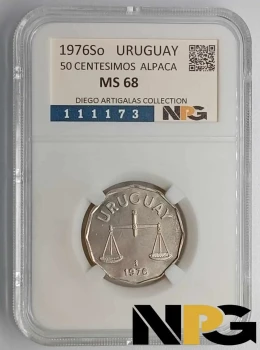 1976So URUGUAY
50 CENTESIMOS ALPACA
MS 68
DIEGO ARTIGALAS COLLECTION
111173 NPG
URUGUAY
1976
NPG